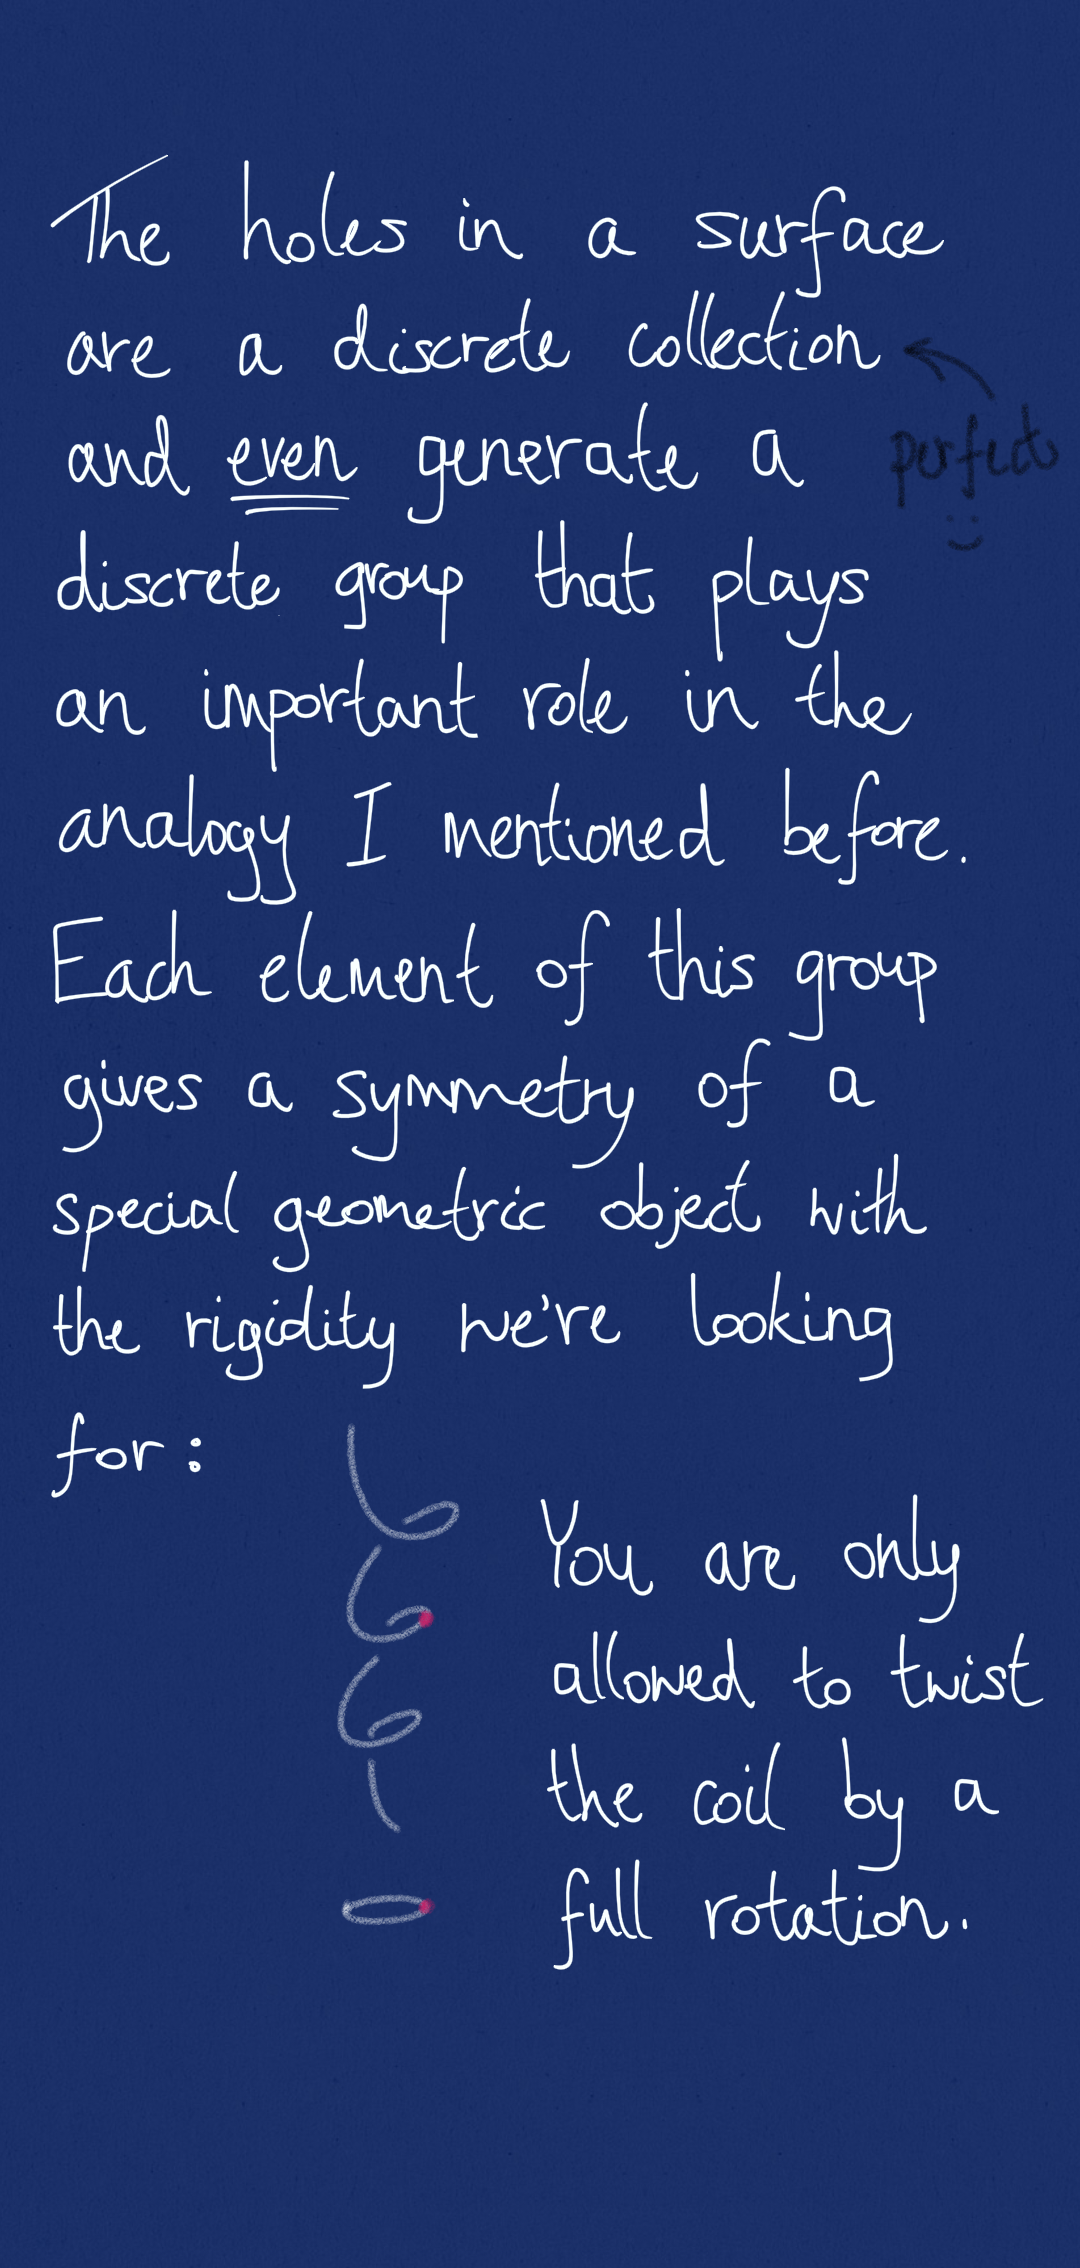 The holes in a surface
are a discrete collection
perfect
and even generate a
discrete group that plays
an important role in the
analogy I mentioned before.
Each element of this group
gives a symmetry of a
special geometric object with
the rigidity we're looking
for:
You are only
allowed to twist
the coil by a
full rotation.